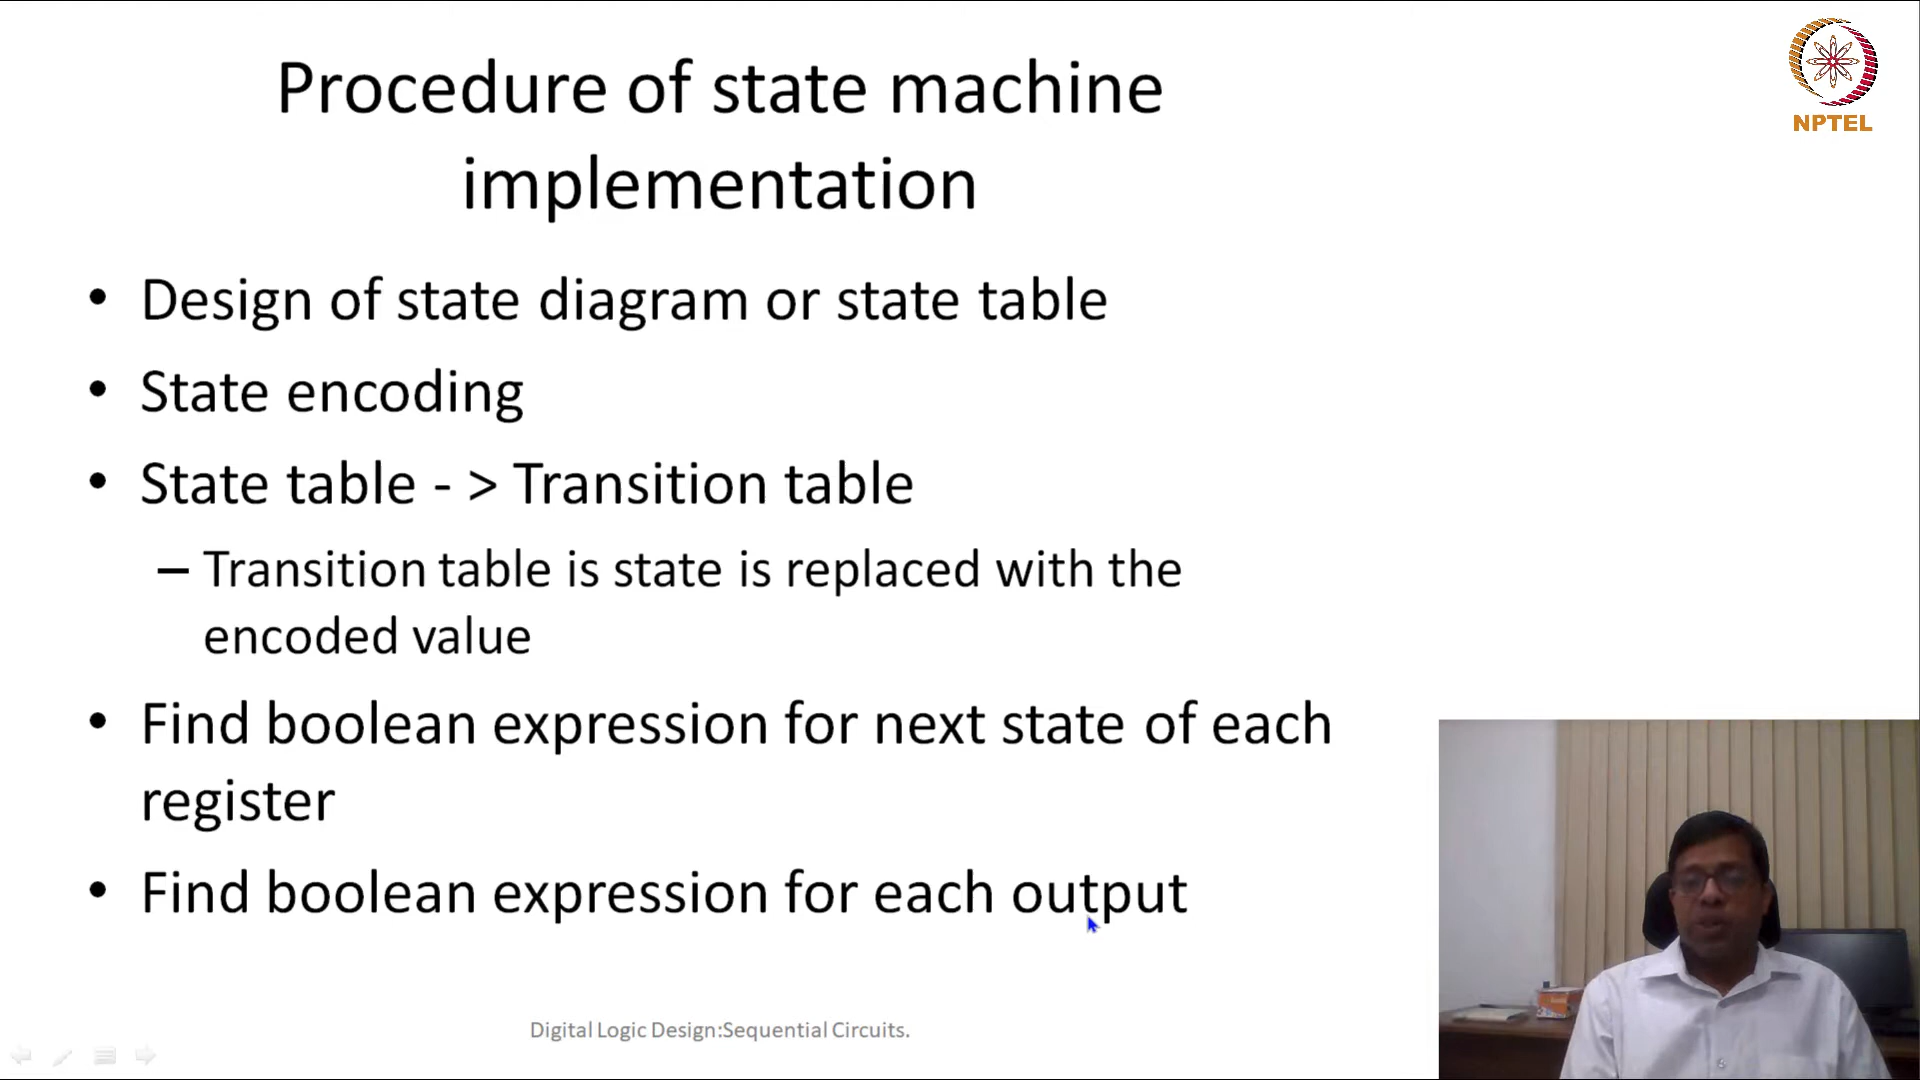 Procedure of state machine
implementation
NPTEL
• Design of state diagram or state table
• State encoding
• State table - > Transition table
– Transition table is state is replaced with the
encoded value
• Find boolean expression for next state of each
register
• Find boolean expression for each output
Digital Logic Design:Sequential Circuits.